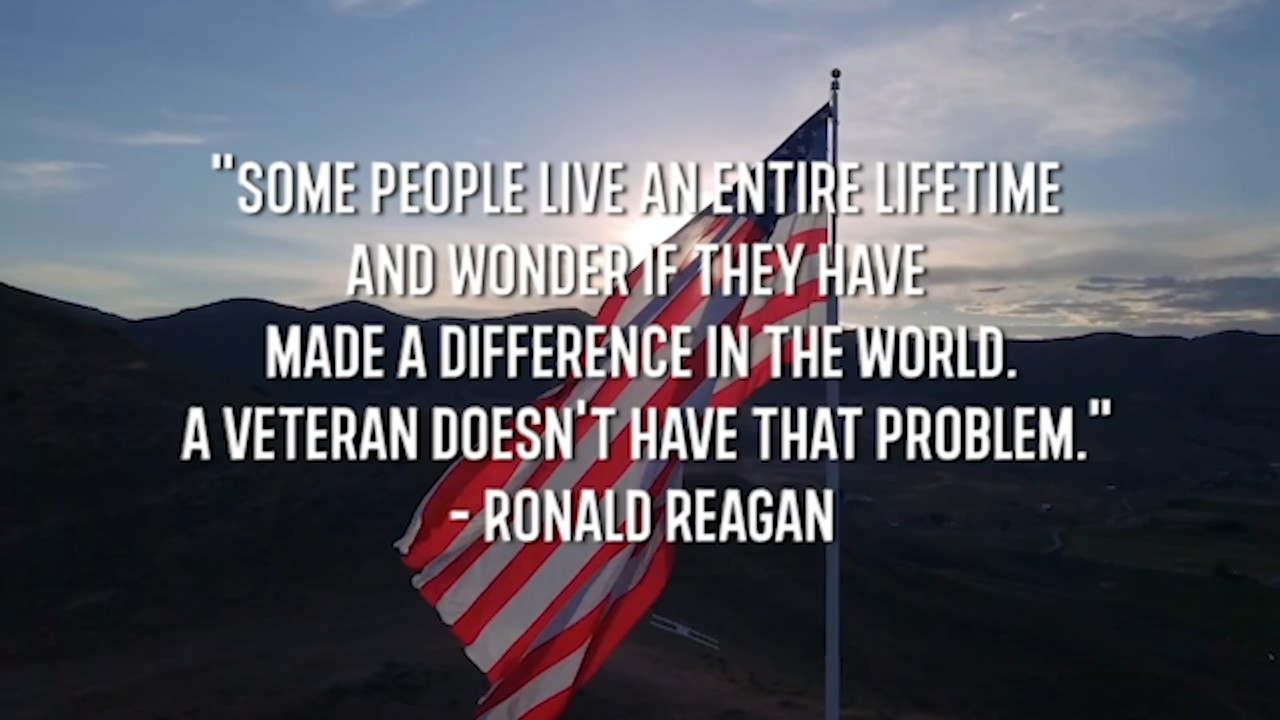 "SOME PEOPLE LIVE AN ENTIRE LIFETIME
AND WONDER IF THEY HAVE
MADE A DIFFERENCE IN THE WORLD.
A VETERAN DOESN'T HAVE THAT PROBLEM."
- RONALD REAGAN